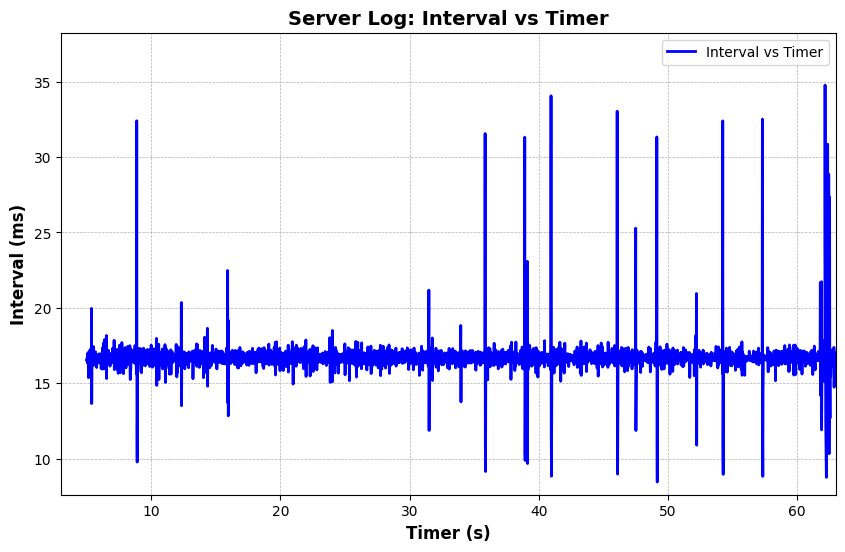 Server Log: Interval vs Timer
Interval vs Timer
Interval (ms)
35
30
25
20
15
10
10 20 30 40 50 60
Timer (s)